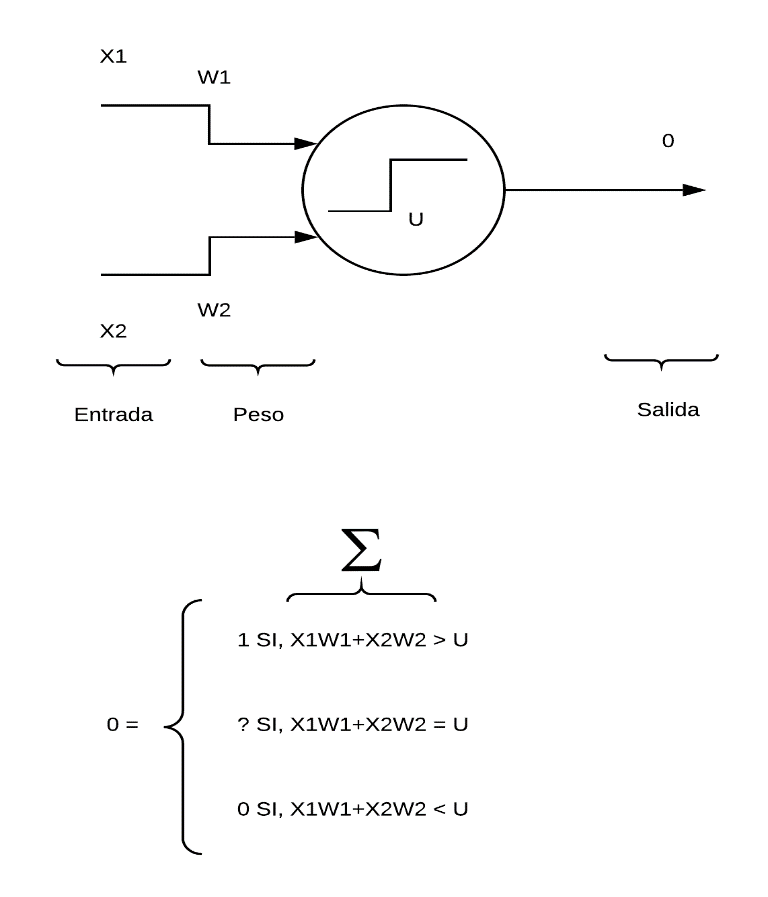 X1
W1
0
U
W2
X2
Entrada
Peso
Salida
Σ
1 SI, X1W1+X2W2 > U
0 =
? SI, X1W1+X2W2 = U
0 SI, X1W1+X2W2 < U